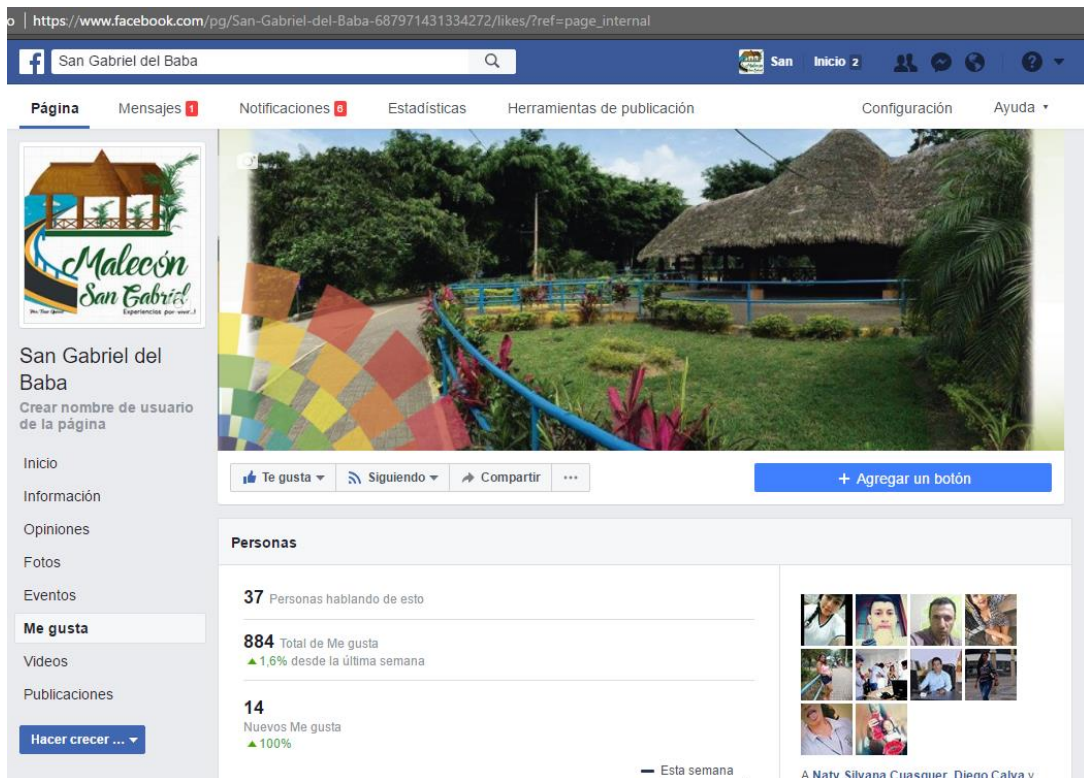 o | https://www.facebook.com/pg/San-Gabriel-del-Baba-687971431334272/likes/?ref=page_internal
San Gabriel del Baba
San Inicio 2
Página Mensajes 1 Notificaciones 6 Estadísticas Herramientas de publicación Configuración Ayuda
Malecón
San Gabriel
Experiencias por vivir..!
San Gabriel del
Baba
Crear nombre de usuario
de la página
Inicio
Información
Opiniones
Fotos
Eventos
Me gusta
Videos
Publicaciones
Hacer crecer ...
Te gusta Siguiendo Compartir ...
+ Agregar un botón
Personas
37 Personas hablando de esto
884 Total de Me gusta
1,6% desde la última semana
14
Nuevos Me gusta
100%
Esta semana
A Naty Silvana Cuasquer, Diego Calva y